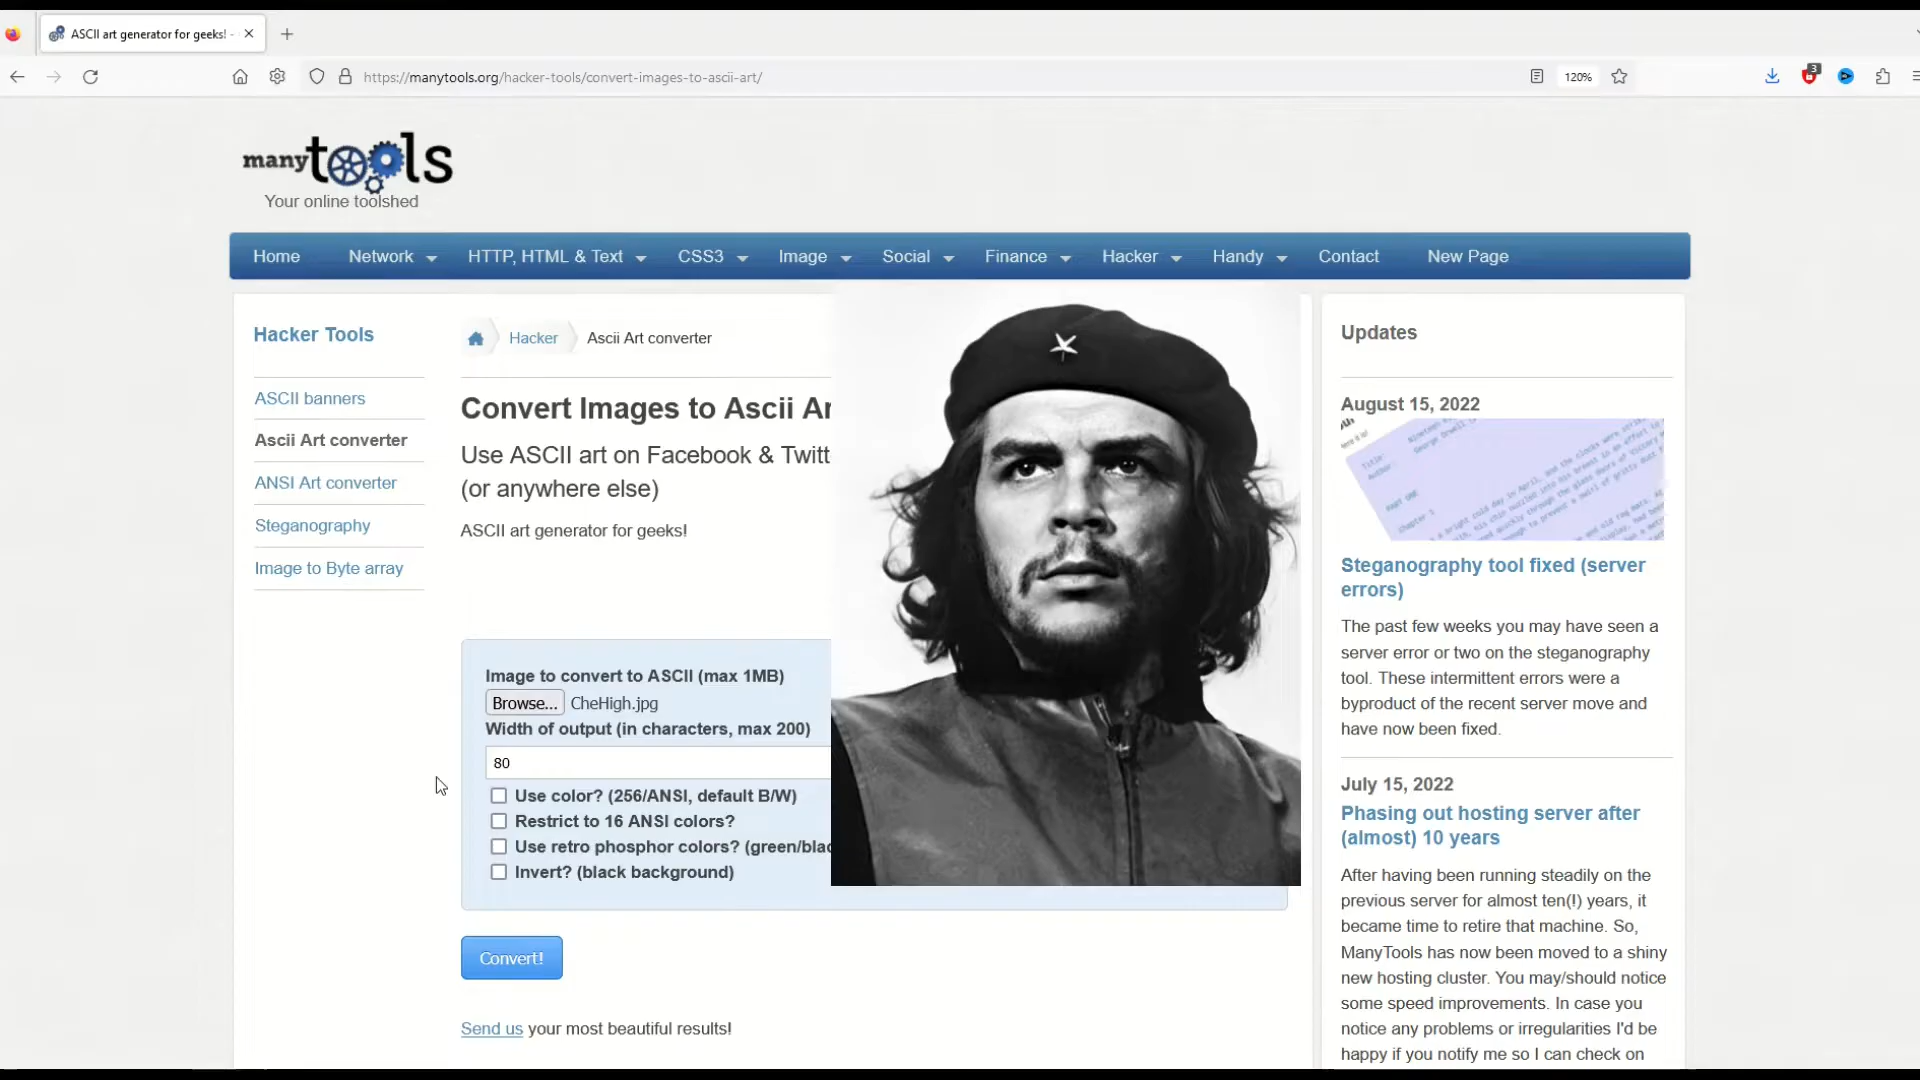 ASCII art generator for geeks! -
https://manytools.org/hacker-tools/convert-images-to-ascii-art/
120%
3
manytools
Your online toolshed
Home Network HTTP, HTML & Text CSS3 Image Social Finance Hacker Handy Contact New Page
Hacker Tools
ASCII banners
Ascii Art converter
ANSI Art converter
Steganography
Image to Byte array
Hacker Ascii Art converter
Convert Images to Ascii Ar
Use ASCII art on Facebook & Twitt
(or anywhere else)
ASCII art generator for geeks!
Image to convert to ASCII (max 1MB)
Browse... CheHigh.jpg
Width of output (in characters, max 200)
80
Use color? (256/ANSI, default B/W)
Restrict to 16 ANSI colors?
Use retro phosphor colors? (green/blac
Invert? (black background)
Convert!
Send us your most beautiful results!
Updates
August 15, 2022
Title:
Author:
George Orwell
PART ONE
Chapter 1
Steganography tool fixed (server
errors)
The past few weeks you may have seen a
server error or two on the steganography
tool. These intermittent errors were a
byproduct of the recent server move and
have now been fixed.
July 15, 2022
Phasing out hosting server after
(almost) 10 years
After having been running steadily on the
previous server for almost ten(!) years, it
became time to retire that machine. So,
ManyTools has now been moved to a shiny
new hosting cluster. You may/should notice
some speed improvements. In case you
notice any problems or irregularities I'd be
happy if you notify me so I can check on